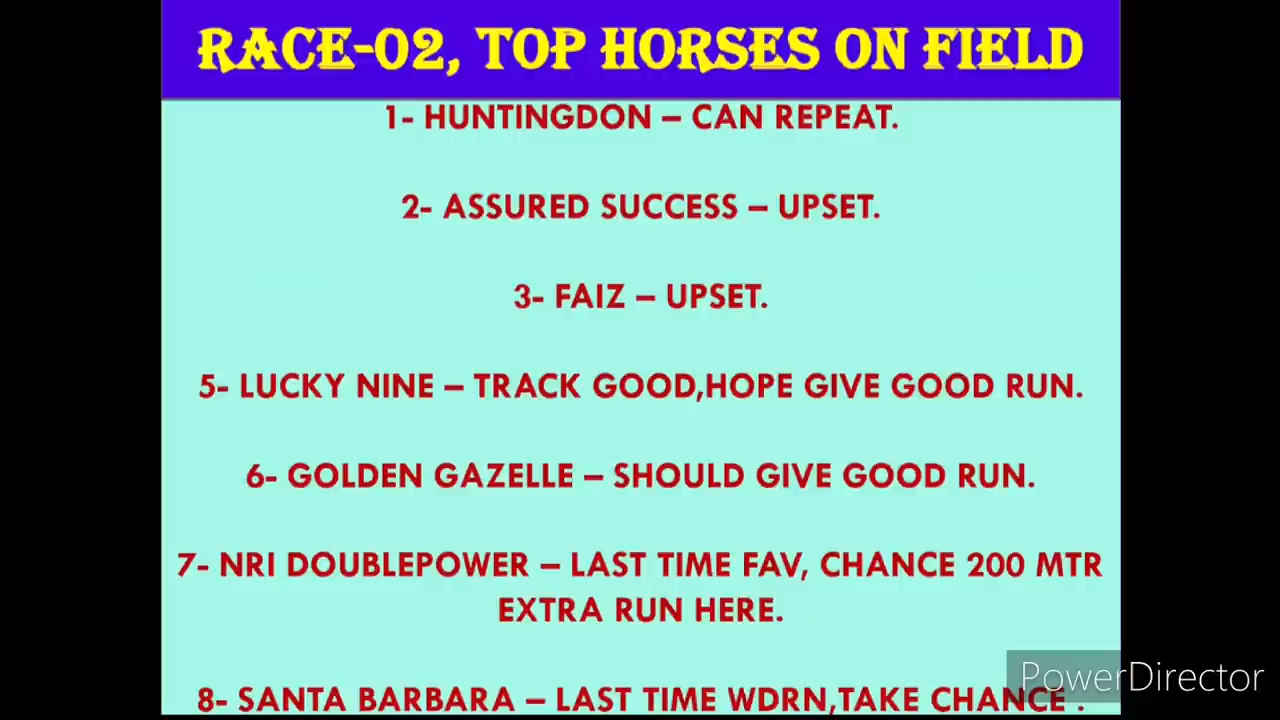 RACE-02, TOP HORSES ON FIELD
1- HUNTINGDON – CAN REPEAT.
2- ASSURED SUCCESS – UPSET.
3- FAIZ – UPSET.
5- LUCKY NINE – TRACK GOOD,HOPE GIVE GOOD RUN.
6- GOLDEN GAZELLE – SHOULD GIVE GOOD RUN.
7- NRI DOUBLEPOWER – LAST TIME FAV, CHANCE 200 MTR
EXTRA RUN HERE.
8- SANTA BARBARA – LAST TIME WDRN,TAKE CHANCE .
PowerDirector